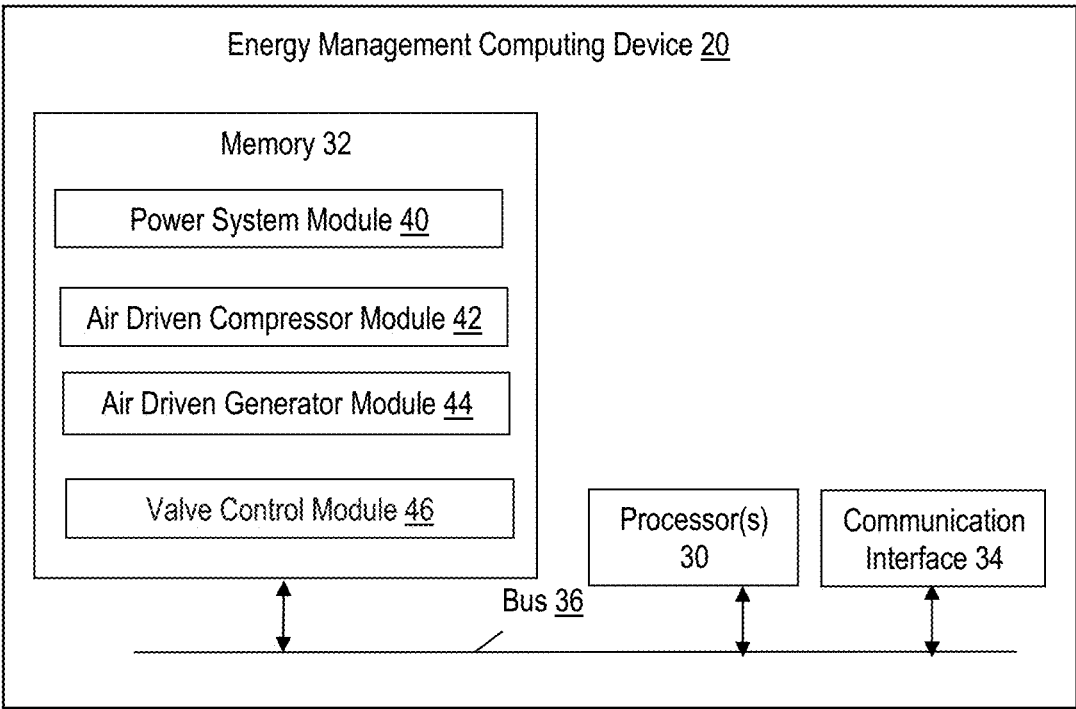 Energy Management Computing Device 20
Memory 32
Power System Module 40
Air Driven Compressor Module 42
Air Driven Generator Module 44
Valve Control Module 46
Processor(s)
30
Communication
Interface 34
Bus 36